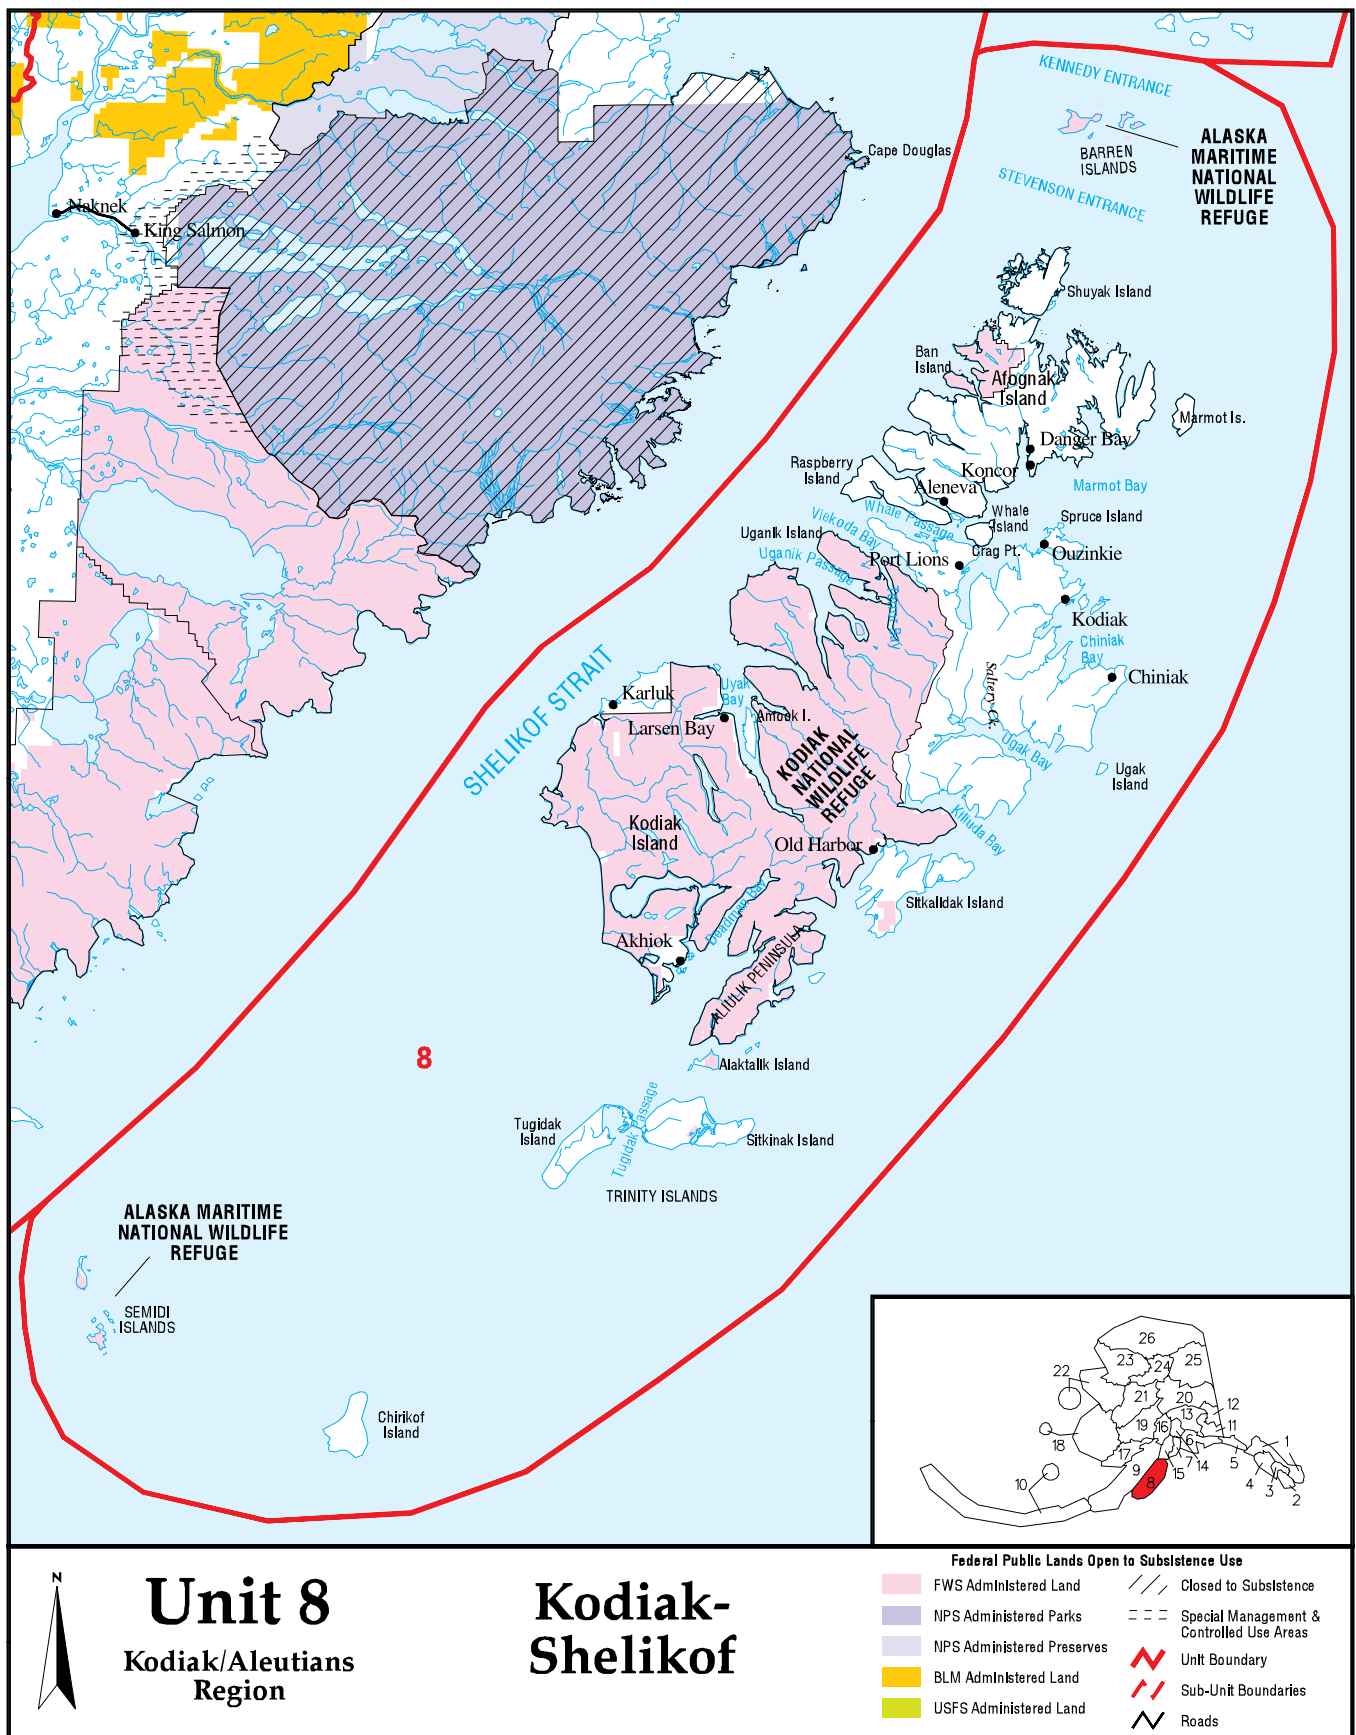 KENNEDY ENTRANCE
ALASKA
MARITIME
NATIONAL
WILDLIFE
REFUGE
BARREN
ISLANDS
Cape Douglas
STEVENSON ENTRANCE
Naknek
King Salmon
Shuyak Island
Ban
Island
Afognak
Island
Marmot Is.
Danger Bay
Raspberry
Island
Koncor
Aleneva
Marmot Bay
Whale Passage
Whale
Island
Spruce Island
Viekoda Bay
Uganik Island
Crag Pt.
Ouzinkie
Uganik Passage
Port Lions
Terror Bay
Kodiak
Chiniak
Bay
Chiniak
Saltery Ck.
SHELIKOF STRAIT
Karluk
Uyak
Bay
Amook I.
Larsen Bay
KODIAK
NATIONAL
WILDLIFE
REFUGE
Ugak Bay
Ugak
Island
Kodiak
Island
Kiliuda Bay
Old Harbor
Deadman Bay
Sitkalidak Island
Akhiok
ALIULIK PENINSULA
8
Alaktalik Island
Tugidak
Island
Tugidak Passage
Sitkinak Island
TRINITY ISLANDS
ALASKA MARITIME
NATIONAL WILDLIFE
REFUGE
SEMIDI
ISLANDS
Chirikof
Island
26
23
24
25
22
21
20
12
13
19
16
11
18
17
6
1
9
15
7
14
5
10
8
4
3
2
N
Unit 8
Kodiak/Aleutians
Region
Kodiak-
Shelikof
Federal Public Lands Open to Subsistence Use
FWS Administered Land
NPS Administered Parks
NPS Administered Preserves
BLM Administered Land
USFS Administered Land
Closed to Subsistence
Special Management &
Controlled Use Areas
Unit Boundary
Sub-Unit Boundaries
Roads